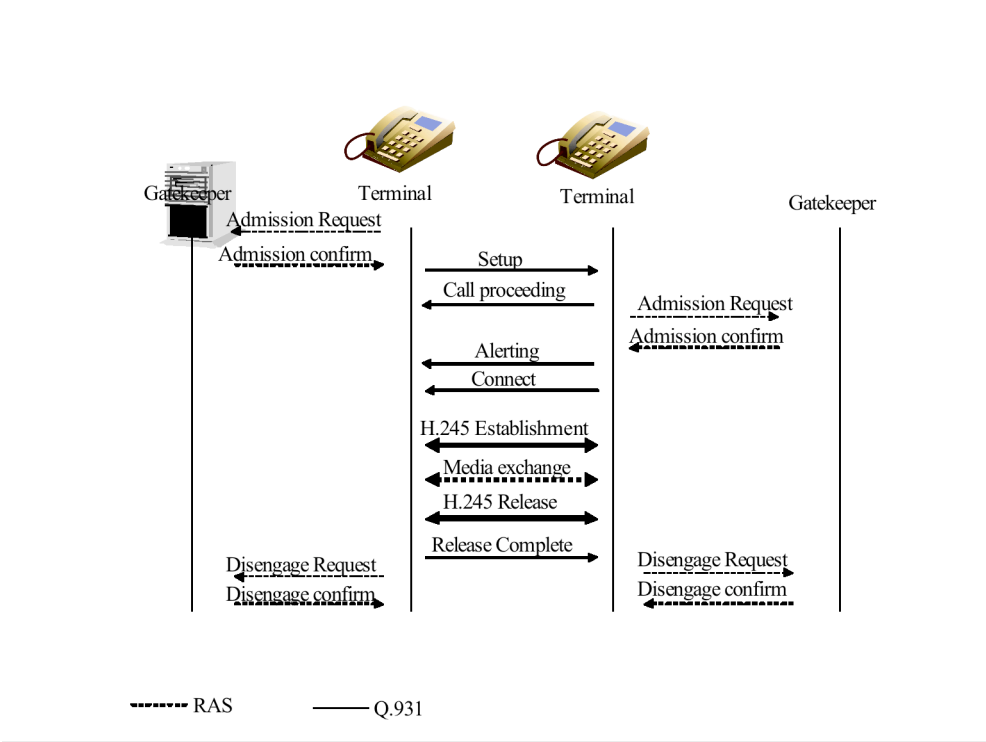 Terminal
Terminal
Gatekeeper
Gatekeeper
Admission Request
Admission confirm
Setup
Call proceeding
Admission Request
Admission confirm
Alerting
Connect
H.245 Establishment
Media exchange
H.245 Release
Release Complete
Disengage Request
Disengage Request
Disengage confirm
Disengage confirm
RAS
Q.931